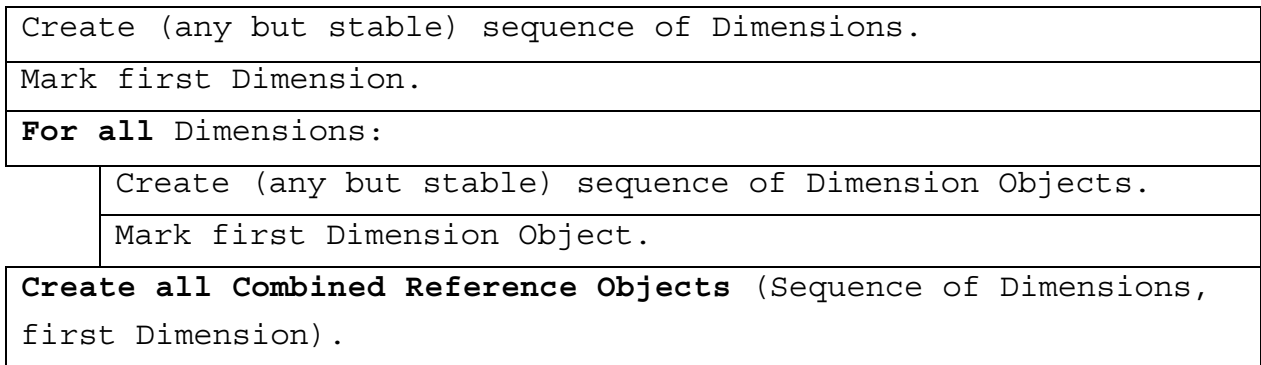 Create (any but stable) sequence of Dimensions.
Mark first Dimension.
For all Dimensions:
Create (any but stable) sequence of Dimension Objects.
Mark first Dimension Object.
Create all Combined Reference Objects (Sequence of Dimensions,
first Dimension).